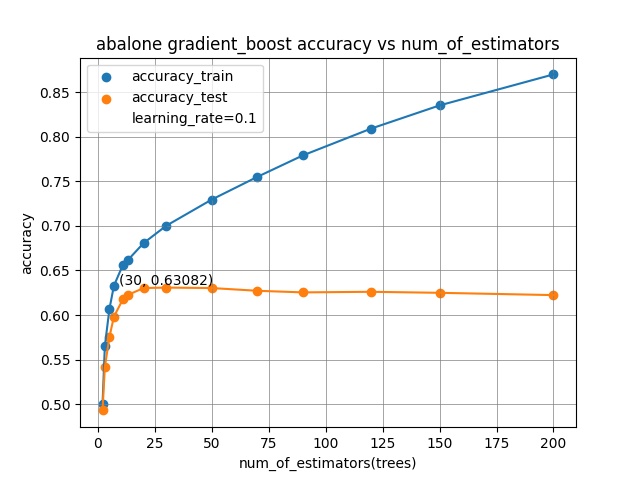 abalone gradient_boost accuracy vs num_of_estimators
accuracy_train
accuracy_test
learning_rate=0.1
(30, 0.63082)
accuracy
0.85
0.80
0.75
0.70
0.65
0.60
0.55
0.50
0 25 50 75 100 125 150 175 200
num_of_estimators(trees)